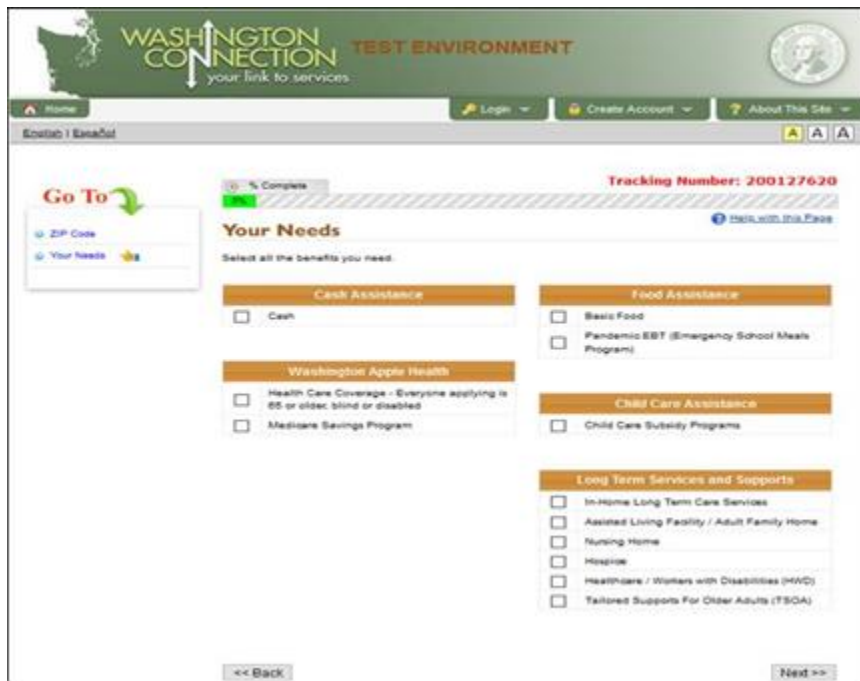 WASHINGTON
CONNECTION
your link to services
TEST ENVIRONMENT
Home
Login
Create Account
? About This Site
English | Español
A A A
Go To
ZIP Code
Your Needs
% Complete
Tracking Number: 200127620
? Help with this Page
Your Needs
Select all the benefits you need.
Cash Assistance
Cash
Washington Apple Health
Health Care Coverage - Everyone applying is
65 or older, blind or disabled
Medicare Savings Program
Food Assistance
Basic Food
Pandemic EBT (Emergency School Meals
Program)
Child Care Assistance
Child Care Subsidy Programs
Long Term Services and Supports
In-Home Long Term Care Services
Assisted Living Facility / Adult Family Home
Nursing Home
Hospice
Healthcare / Workers with Disabilities (HWD)
Tailored Supports For Older Adults (TSOA)
<< Back
Next >>